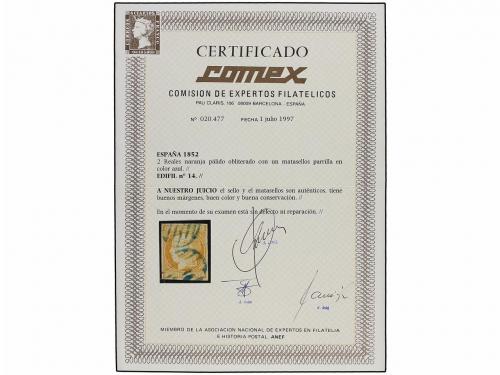 CERTIFICADO
COMEX
COMISION DE EXPERTOS FILATELICOS
PAU CLARIS, 106 08009 BARCELONA - ESPAÑA
Nº 020.477 FECHA 1 julio 1997
ESPAÑA 1852
2 Reales naranja pálido obliterado con un matasellos parrilla en
color azul. //
EDIFIL nº 14. //
A NUESTRO JUICIO el sello y el matasellos son auténticos, tiene
buenos márgenes, buen color y buena conservación. //
En el momento de su examen está sin defecto ni reparación. //
MIEMBRO DE LA ASOCIACION NACIONAL DE EXPERTOS EN FILATELIA
E HISTORIA POSTAL. ANEF